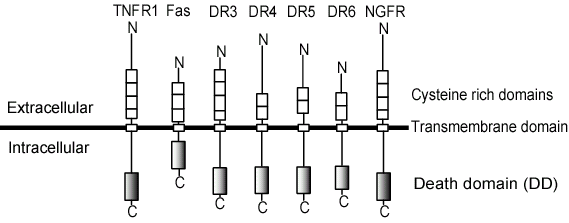 TNFR1 Fas DR3 DR4 DR5 DR6 NGFR
N N N N N N N
Cysteine rich domains
Extracellular
Transmembrane domain
Intracellular
Death domain (DD)
C C C C C C C